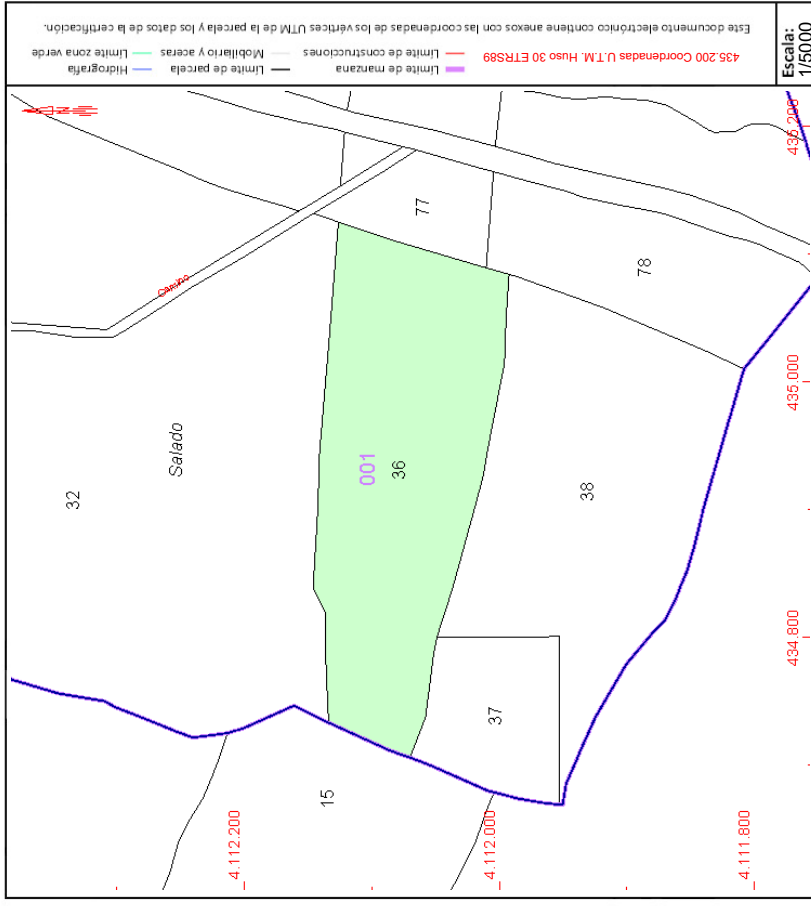 Este documento electrónico contiene anexos con las coordenadas de los vértices UTM de la parcela y los datos de la certificación.
435.200 Coordenadas U.T.M. Huso 30 ETRS89
Límite de manzana
Límite de construcciones
Límite de parcela
Mobiliario y aceras
Límite zona verde
Hidrografía
Escala:
1/5000
32
Salado
Camino
77
78
001
36
38
37
15
4.112.200
4.112.000
4.111.800
434.800
435.000
435.200